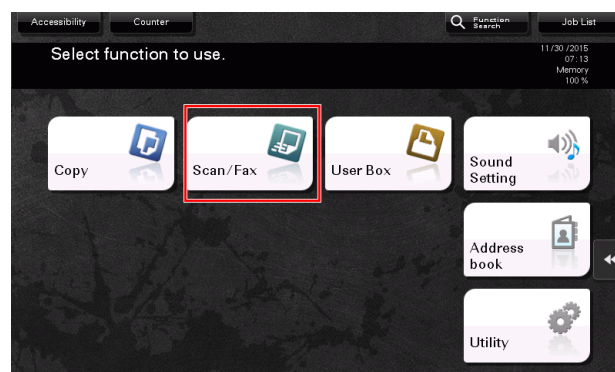 Accessibility
Counter
Function
Search
Job List
Select function to use.
11/30 /2015
07:13
Memory
100 %
Copy
Scan/Fax
User Box
Sound
Setting
Address
book
Utility